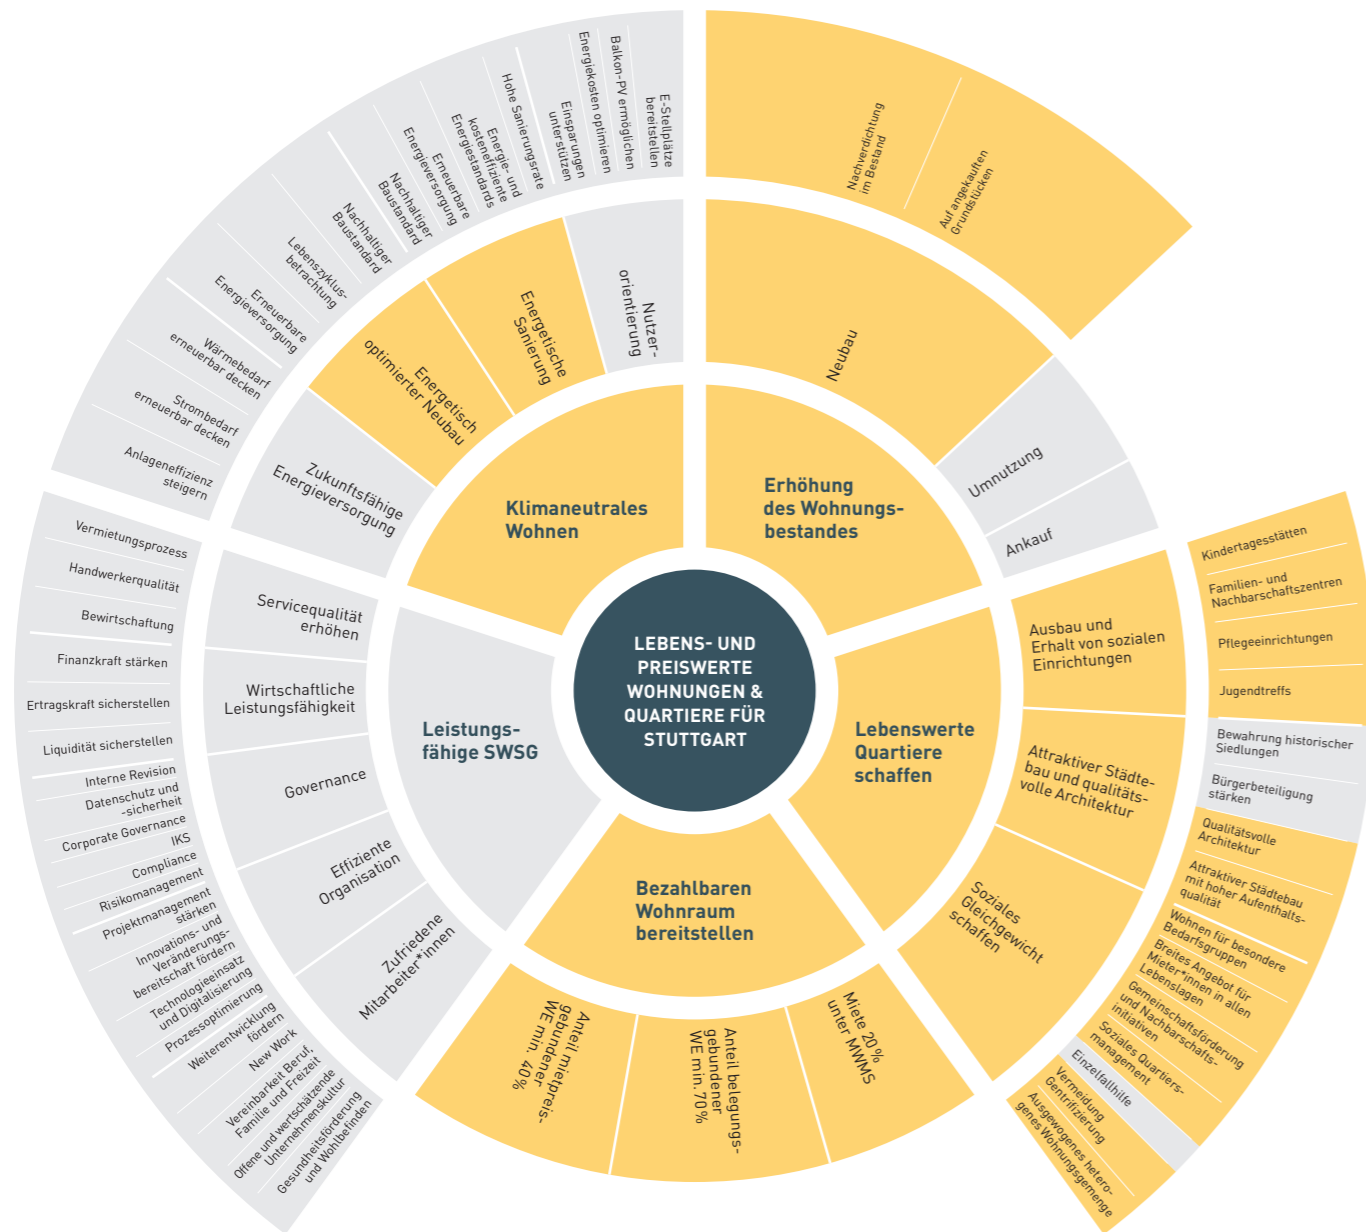 LEBENS- UND
PREISWERTE
WOHNUNGEN &
QUARTIERE FÜR
STUTTGART
Klimaneutrales
Wohnen
Erhöhung
des Wohnungs-
bestandes
Lebenswerte
Quartiere
schaffen
Bezahlbaren
Wohnraum
bereitstellen
Leistungs-
fähige SWSG
Neubau
Umnutzung
Ankauf
Nachverdichtung
im Bestand
Auf angekauften
Grundstücken
Ausbau und
Erhalt von sozialen
Einrichtungen
Attraktiver Städte-
bau und qualitäts-
volle Architektur
Soziales
Gleichgewicht
schaffen
Kindertagesstätten
Familien- und
Nachbarschaftszentren
Pflegeeinrichtungen
Jugendtreffs
Bewahrung historischer
Siedlungen
Bürgerbeteiligung
stärken
Qualitätsvolle
Architektur
Attraktiver Städtebau
mit hoher Aufenthalts-
qualität
Wohnen für besondere
Bedarfsgruppen
Breites Angebot für
Mieter*innen in allen
Lebenslagen
Gemeinschaftsförderung
und Nachbarschafts-
initiativen
Soziales Quartiers-
management
Einzelfallhilfe
Vermeidung
Gentrifizierung
Ausgewogenes hetero-
genes Wohnungsgemenge
Miete 20 %
unter MWMS
Anteil belegungs-
gebundener
WE min. 70 %
Anteil mietpreis-
gebundener
WE min. 40 %
Zufriedene
Mitarbeiter*innen
Effiziente
Organisation
Governance
Wirtschaftliche
Leistungsfähigkeit
Servicequalität
erhöhen
Gesundheitsförderung
und Wohlbefinden
Offene und wertschätzende
Unternehmenskultur
Vereinbarkeit Beruf,
Familie und Freizeit
New Work
Weiterentwicklung
fördern
Prozessoptimierung
Technologieeinsatz
und Digitalisierung
Innovations- und
Veränderungs-
bereitschaft fördern
Projektmanagement
stärken
Risikomanagement
Compliance
IKS
Corporate Governance
Datenschutz und
-sicherheit
Interne Revision
Liquidität sicherstellen
Ertragskraft sicherstellen
Finanzkraft stärken
Bewirtschaftung
Handwerkerqualität
Vermietungsprozess
Zukunftsfähige
Energieversorgung
Energetisch
optimierter Neubau
Energetische
Sanierung
Nutzer-
orientierung
Anlageneffizienz
steigern
Strombedarf
erneuerbar decken
Wärmebedarf
erneuerbar decken
Erneuerbare
Energieversorgung
Lebenszyklus-
betrachtung
Nachhaltiger
Baustandard
Nachhaltiger
Baustandard
Erneuerbare
Energieversorgung
Energie- und
kosteneffiziente
Energiestandards
Hohe Sanierungsrate
Einsparungen
unterstützen
Energiekosten optimieren
Balkon-PV ermöglichen
E-Stellplätze
bereitstellen